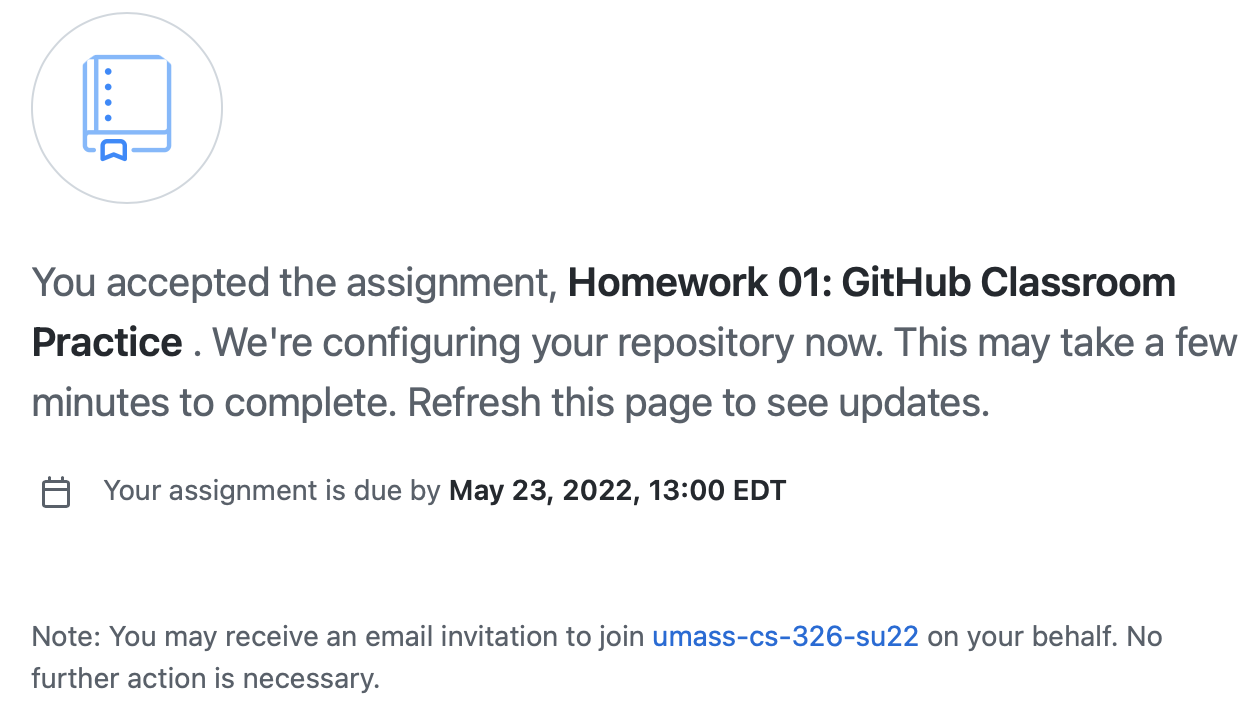 You accepted the assignment, Homework 01: GitHub Classroom
Practice . We're configuring your repository now. This may take a few
minutes to complete. Refresh this page to see updates.
Your assignment is due by May 23, 2022, 13:00 EDT
Note: You may receive an email invitation to join umass-cs-326-su22 on your behalf. No
further action is necessary.